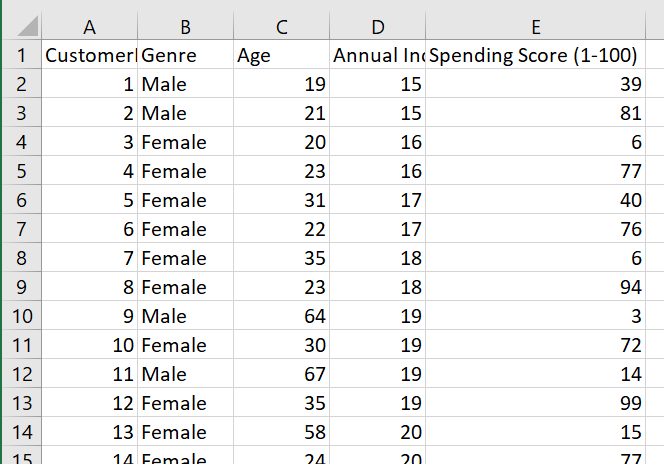 A B C D E
1 Customer Genre Age Annual Inc Spending Score (1-100)
2 1 Male 19 15 39
3 2 Male 21 15 81
4 3 Female 20 16 6
5 4 Female 23 16 77
6 5 Female 31 17 40
7 6 Female 22 17 76
8 7 Female 35 18 6
9 8 Female 23 18 94
10 9 Male 64 19 3
11 10 Female 30 19 72
12 11 Male 67 19 14
13 12 Female 35 19 99
14 13 Female 58 20 15
15 14 Female 24 20 77